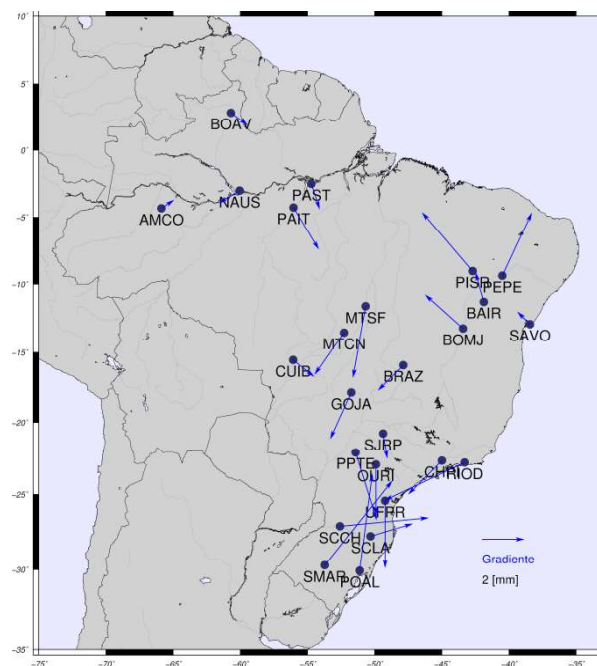 10°
5°
BOAV
0°
PAST
NAUS
AMCO
PAIT
−5°
PISR
PEPE
−10°
BAIR
MTSF
SAVO
MTCN
BOMJ
−15°
CUIB
BRAZ
GOJA
−20°
SJRP
PPTE
OURI
CHPI
RIOD
−25°
UFPR
SCCH
SCLA
Gradiente
SMAR
POAL
2 [mm]
−30°
−35°
−75° −70° −65° −60° −55° −50° −45° −40° −35°